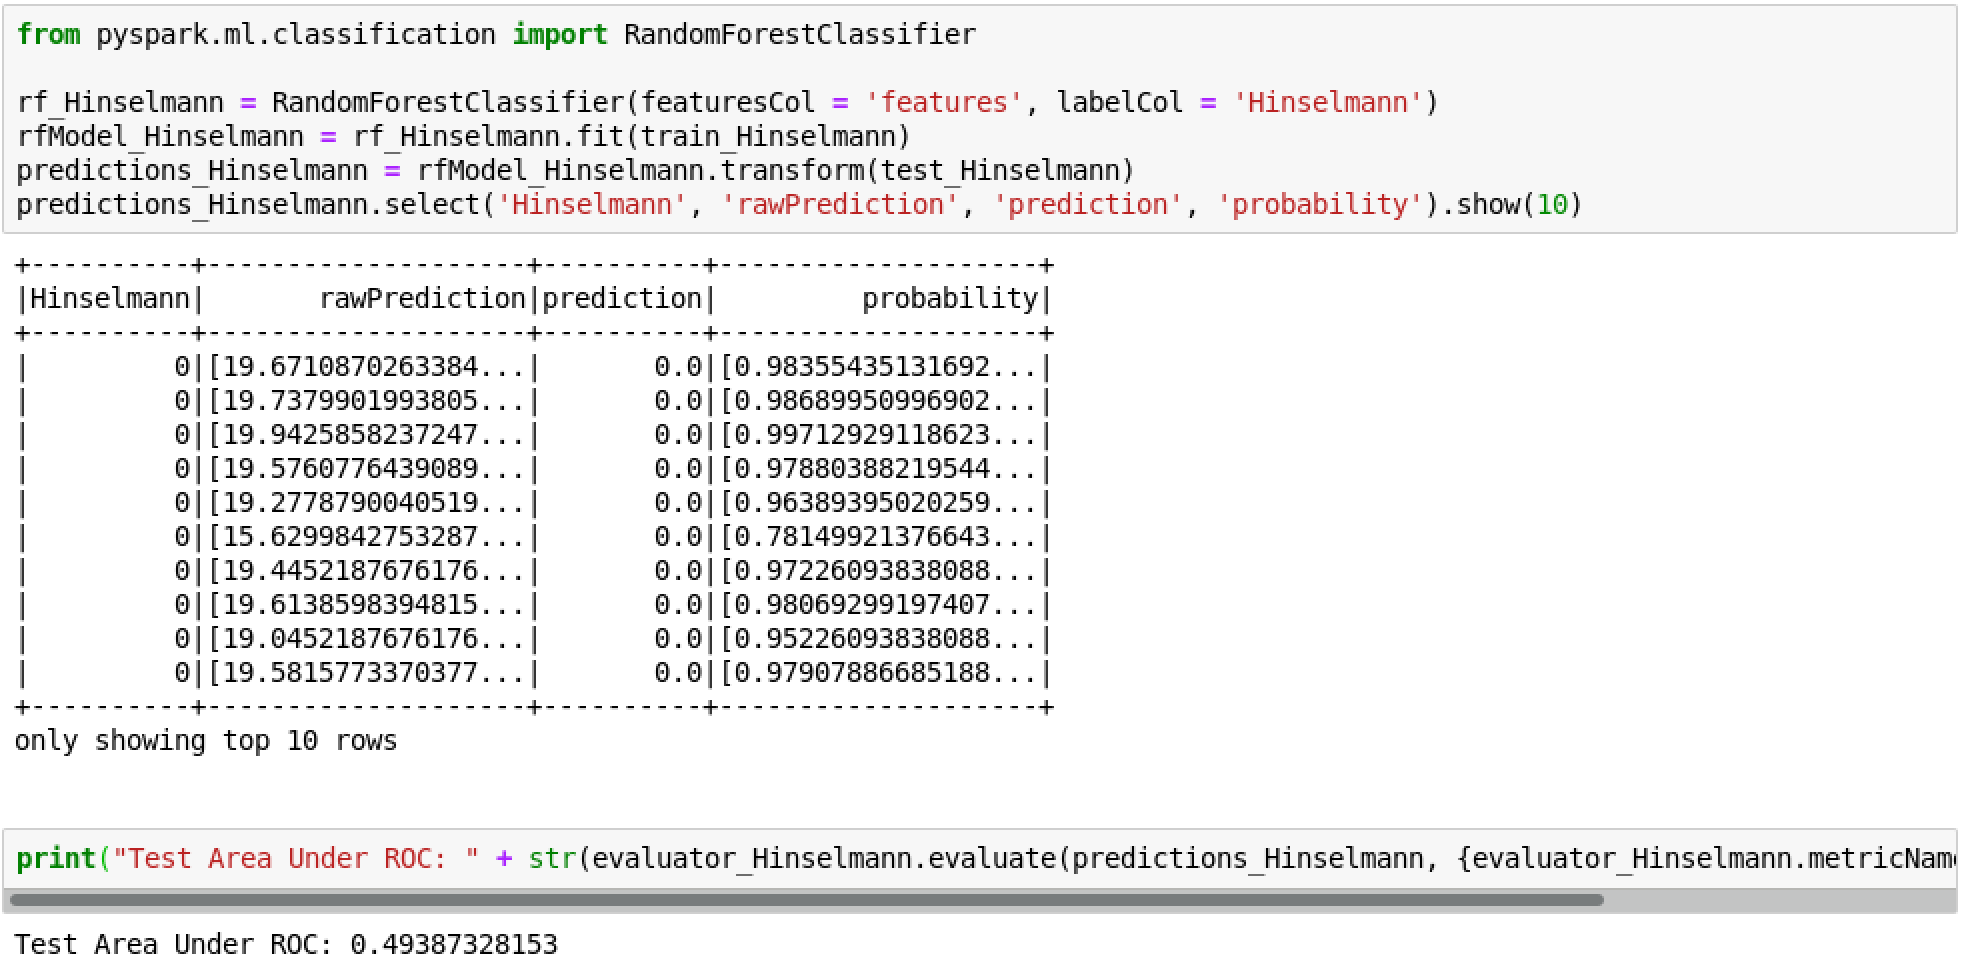 from pyspark.ml.classification import RandomForestClassifier
rf_Hinselmann = RandomForestClassifier(featuresCol = 'features', labelCol = 'Hinselmann')
rfModel_Hinselmann = rf_Hinselmann.fit(train_Hinselmann)
predictions_Hinselmann = rfModel_Hinselmann.transform(test_Hinselmann)
predictions_Hinselmann.select('Hinselmann', 'rawPrediction', 'prediction', 'probability').show(10)
+----------+--------------------+----------+--------------------+
|Hinselmann|       rawPrediction|prediction|         probability|
+----------+--------------------+----------+--------------------+
|         0|[19.6710870263384...|       0.0|[0.98355435131692...|
|         0|[19.7379901993805...|       0.0|[0.98689950996902...|
|         0|[19.9425858237247...|       0.0|[0.99712929118623...|
|         0|[19.5760776439089...|       0.0|[0.97880388219544...|
|         0|[19.2778790040519...|       0.0|[0.96389395020259...|
|         0|[15.6299842753287...|       0.0|[0.78149921376643...|
|         0|[19.4452187676176...|       0.0|[0.97226093838088...|
|         0|[19.6138598394815...|       0.0|[0.98069299197407...|
|         0|[19.0452187676176...|       0.0|[0.95226093838088...|
|         0|[19.5815773370377...|       0.0|[0.97907886685188...|
+----------+--------------------+----------+--------------------+
only showing top 10 rows
print("Test Area Under ROC: " + str(evaluator_Hinselmann.evaluate(predictions_Hinselmann, {evaluator_Hinselmann.metricNam
Test Area Under ROC: 0.49387328153